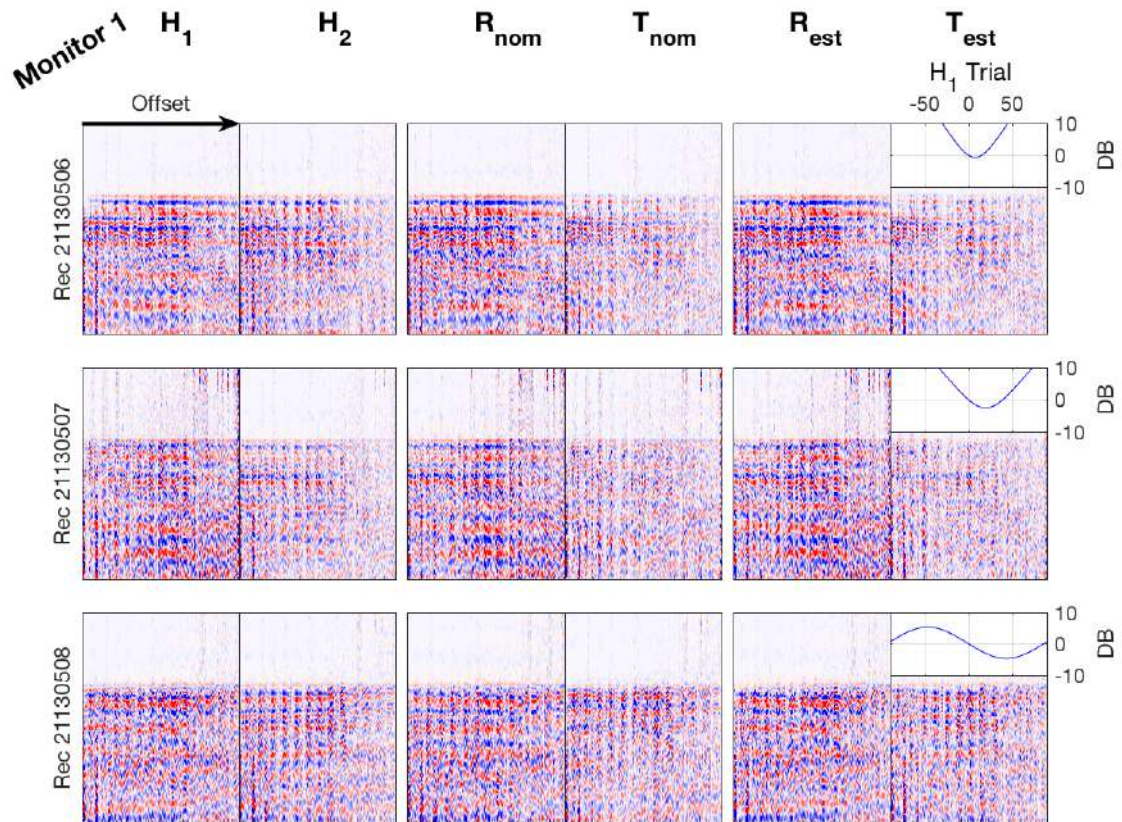 Monitor 1 H₁ H₂ Rₙₒₘ Tₙₒₘ Rₑₛₜ Tₑₛₜ
H₁ Trial
Offset -50 0 50
Rec 21130506
10
0
-10
DB
Rec 21130507
10
0
-10
DB
Rec 21130508
10
0
-10
DB